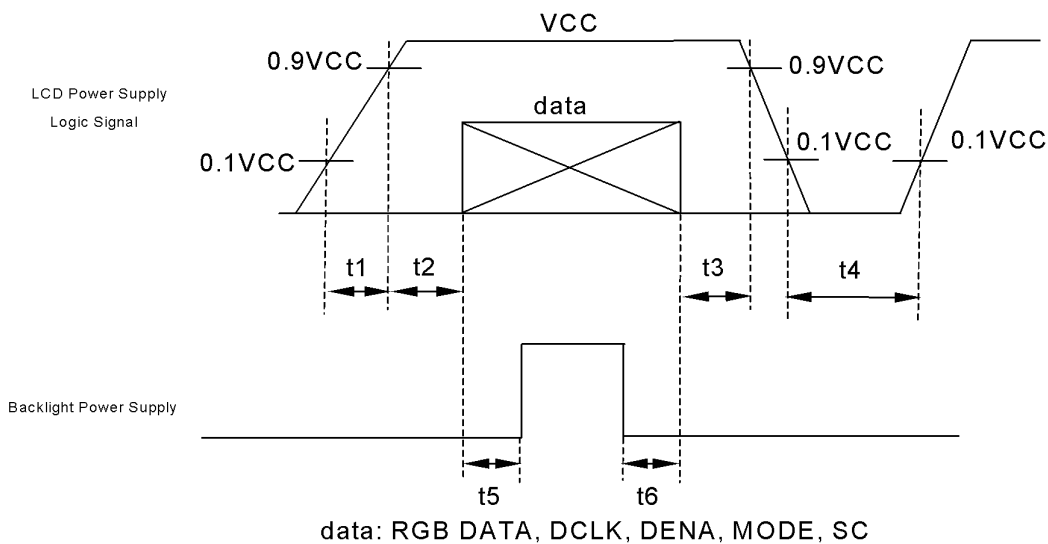 VCC
0.9VCC
0.9VCC
LCD Power Supply
Logic Signal
data
0.1VCC
0.1VCC
0.1VCC
t1
t2
t3
t4
Backlight Power Supply
t5
t6
data: RGB DATA, DCLK, DENA, MODE, SC